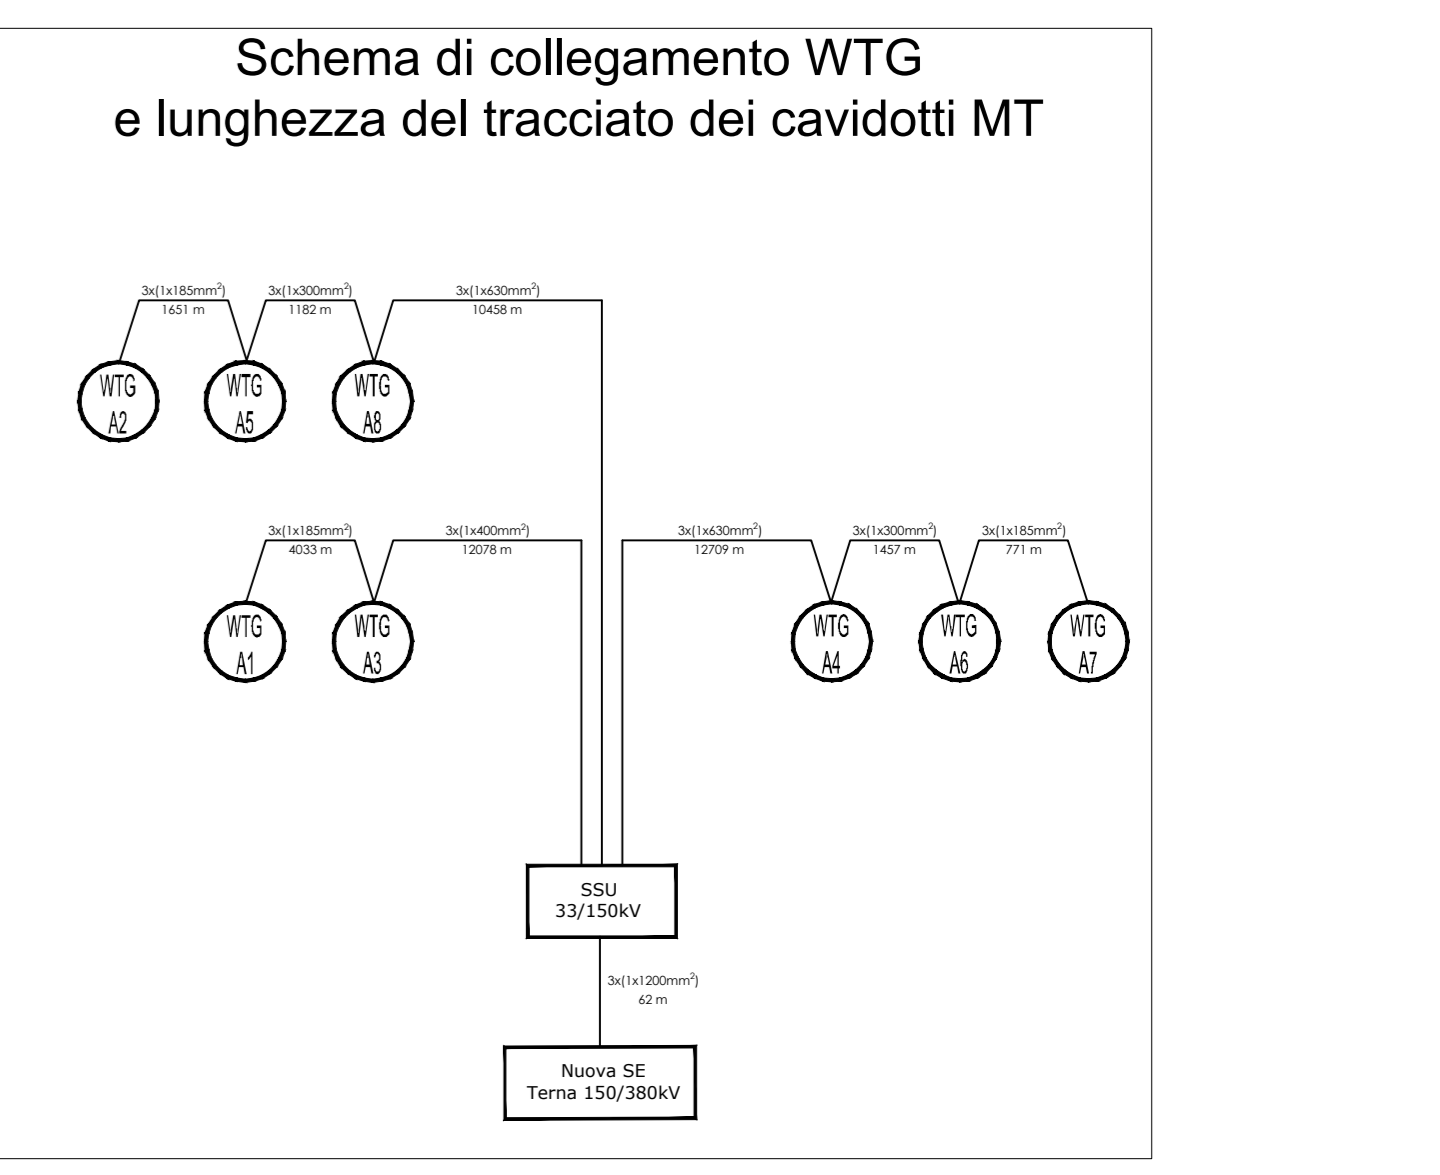 Schema di collegamento WTG
e lunghezza del tracciato dei cavidotti MT
3x(1x185mm²)
1651 m
3x(1x300mm²)
1182 m
3x(1x630mm²)
10458 m
WTG
A2
WTG
A5
WTG
A8
3x(1x185mm²)
4033 m
3x(1x400mm²)
12078 m
3x(1x630mm²)
12709 m
3x(1x300mm²)
1457 m
3x(1x185mm²)
771 m
WTG
A1
WTG
A3
WTG
A4
WTG
A6
WTG
A7
SSU
33/150kV
3x(1x1200mm²)
62 m
Nuova SE
Terna 150/380kV